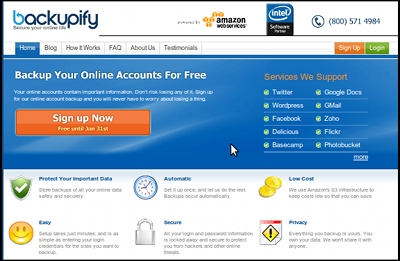 backupify
Secure your online life
powered by amazon webservices™
intel
Software
Partner
(800) 571 4984
Home Blog How It Works FAQ About Us Testimonials Sign Up Login
Backup Your Online Accounts For Free
Your online accounts contain important information. Don't risk losing any of it. Sign up
for our online account backup and you will never have to worry about losing a thing.
Sign up Now
Free until Jan 31st
Services We Support
Twitter Google Docs
Wordpress GMail
Facebook Zoho
Delicious Flickr
Basecamp Photobucket
more
Protect Your Important Data
Store backups of all your online
data safely and securely.
Automatic
Set it up once, and let us do the rest.
Backups occur automatically.
Low Cost
We use Amazon's S3 infrastructure to
keep costs low so that you can save.
Easy
Setup takes just minutes, and is as
simple as entering your login
credentials for the sites you want to
backup.
Secure
All your login and password information
is locked away and secure to protect
you from hackers and other online
threats.
Privacy
Everything you backup is yours. You
own your data. We won't share it with
anyone.